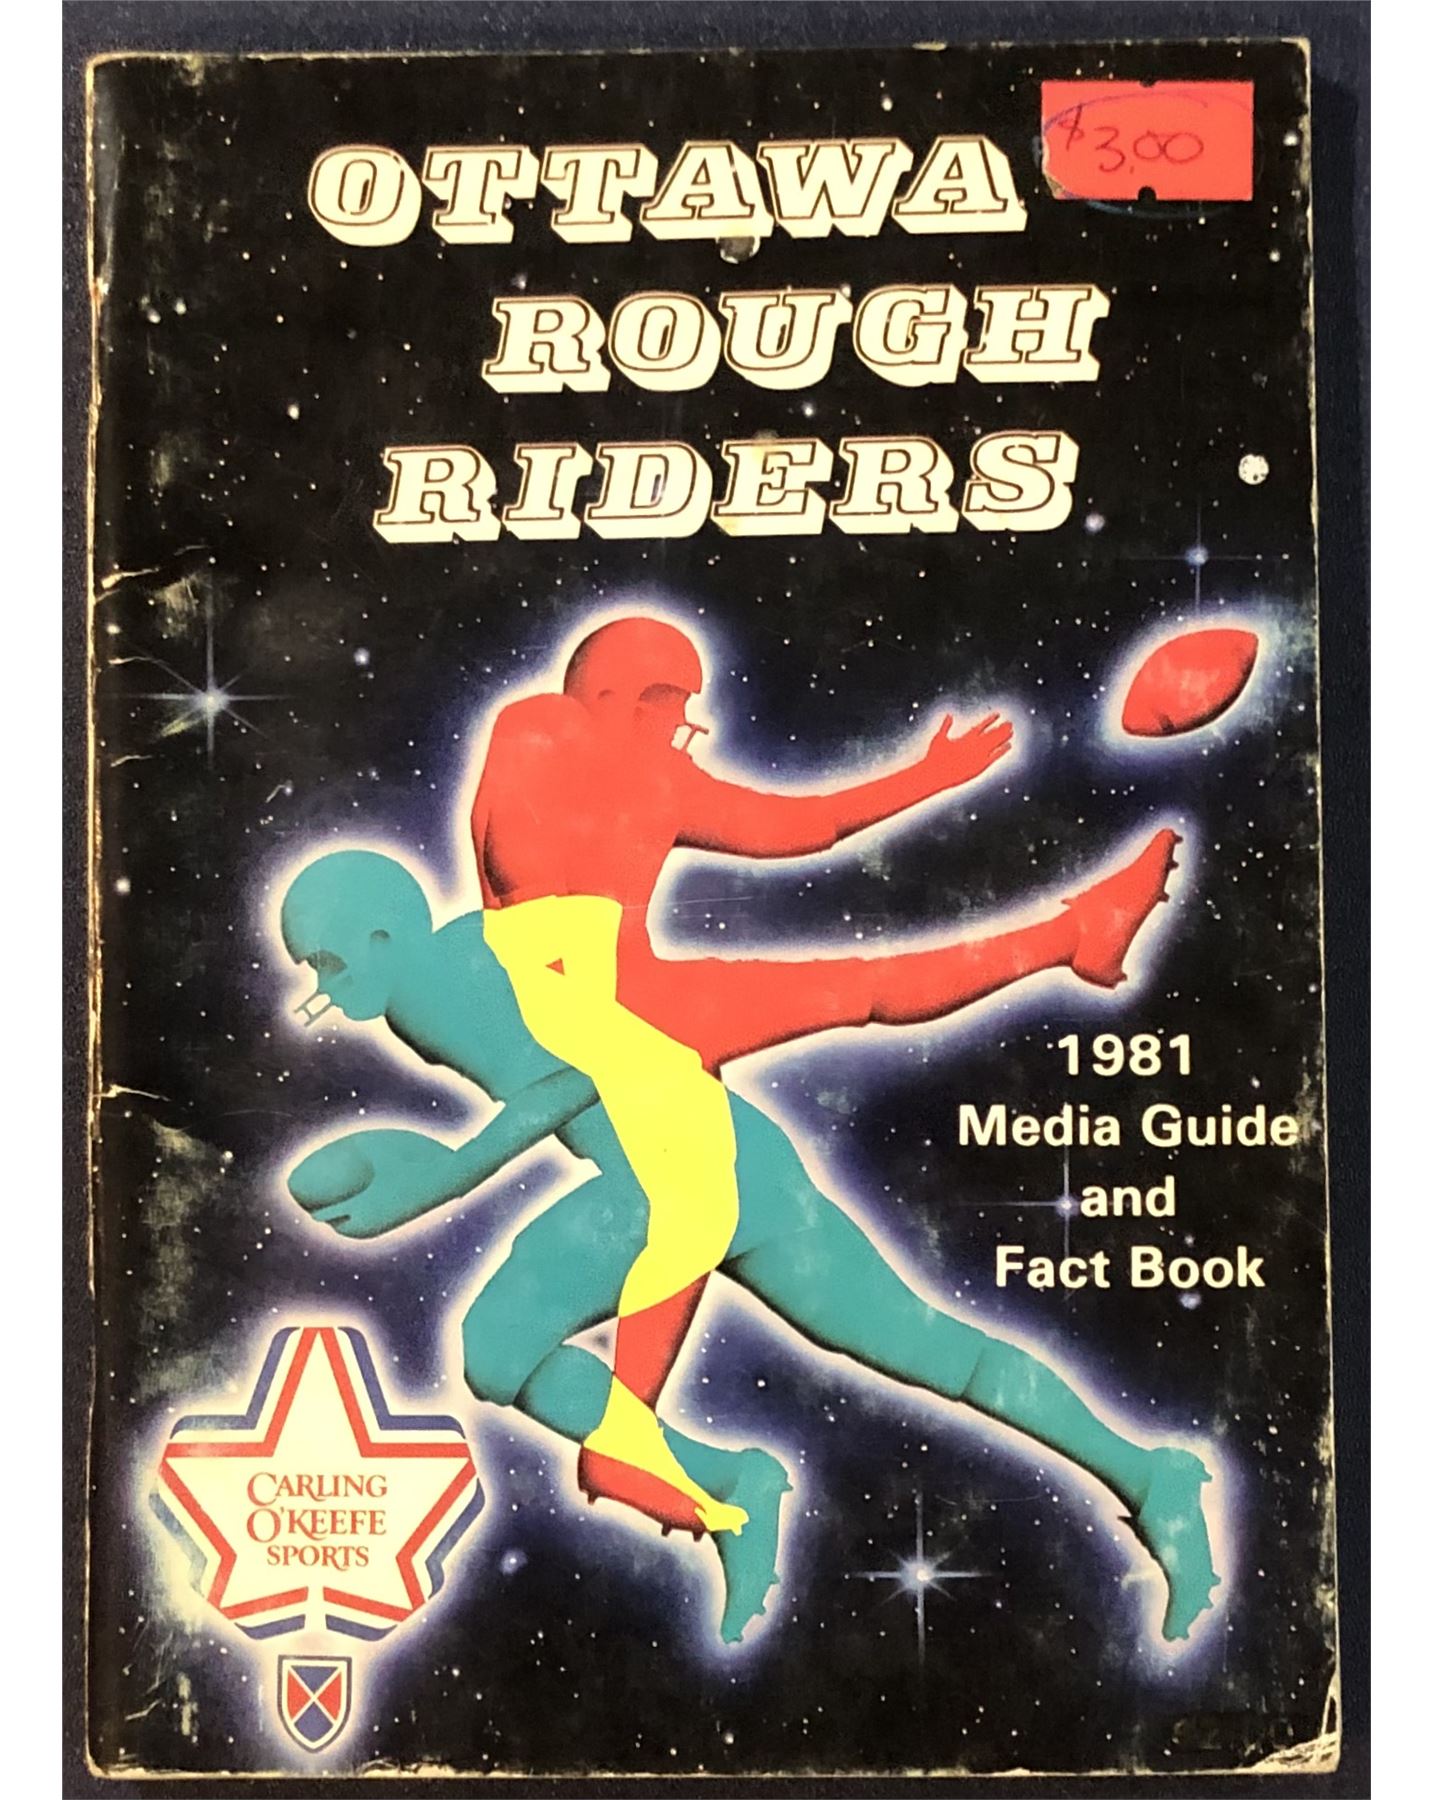 $3.00
OTTAWA
ROUGH
RIDERS
1981
Media Guide
and
Fact Book
CARLING
O'KEEFE
SPORTS